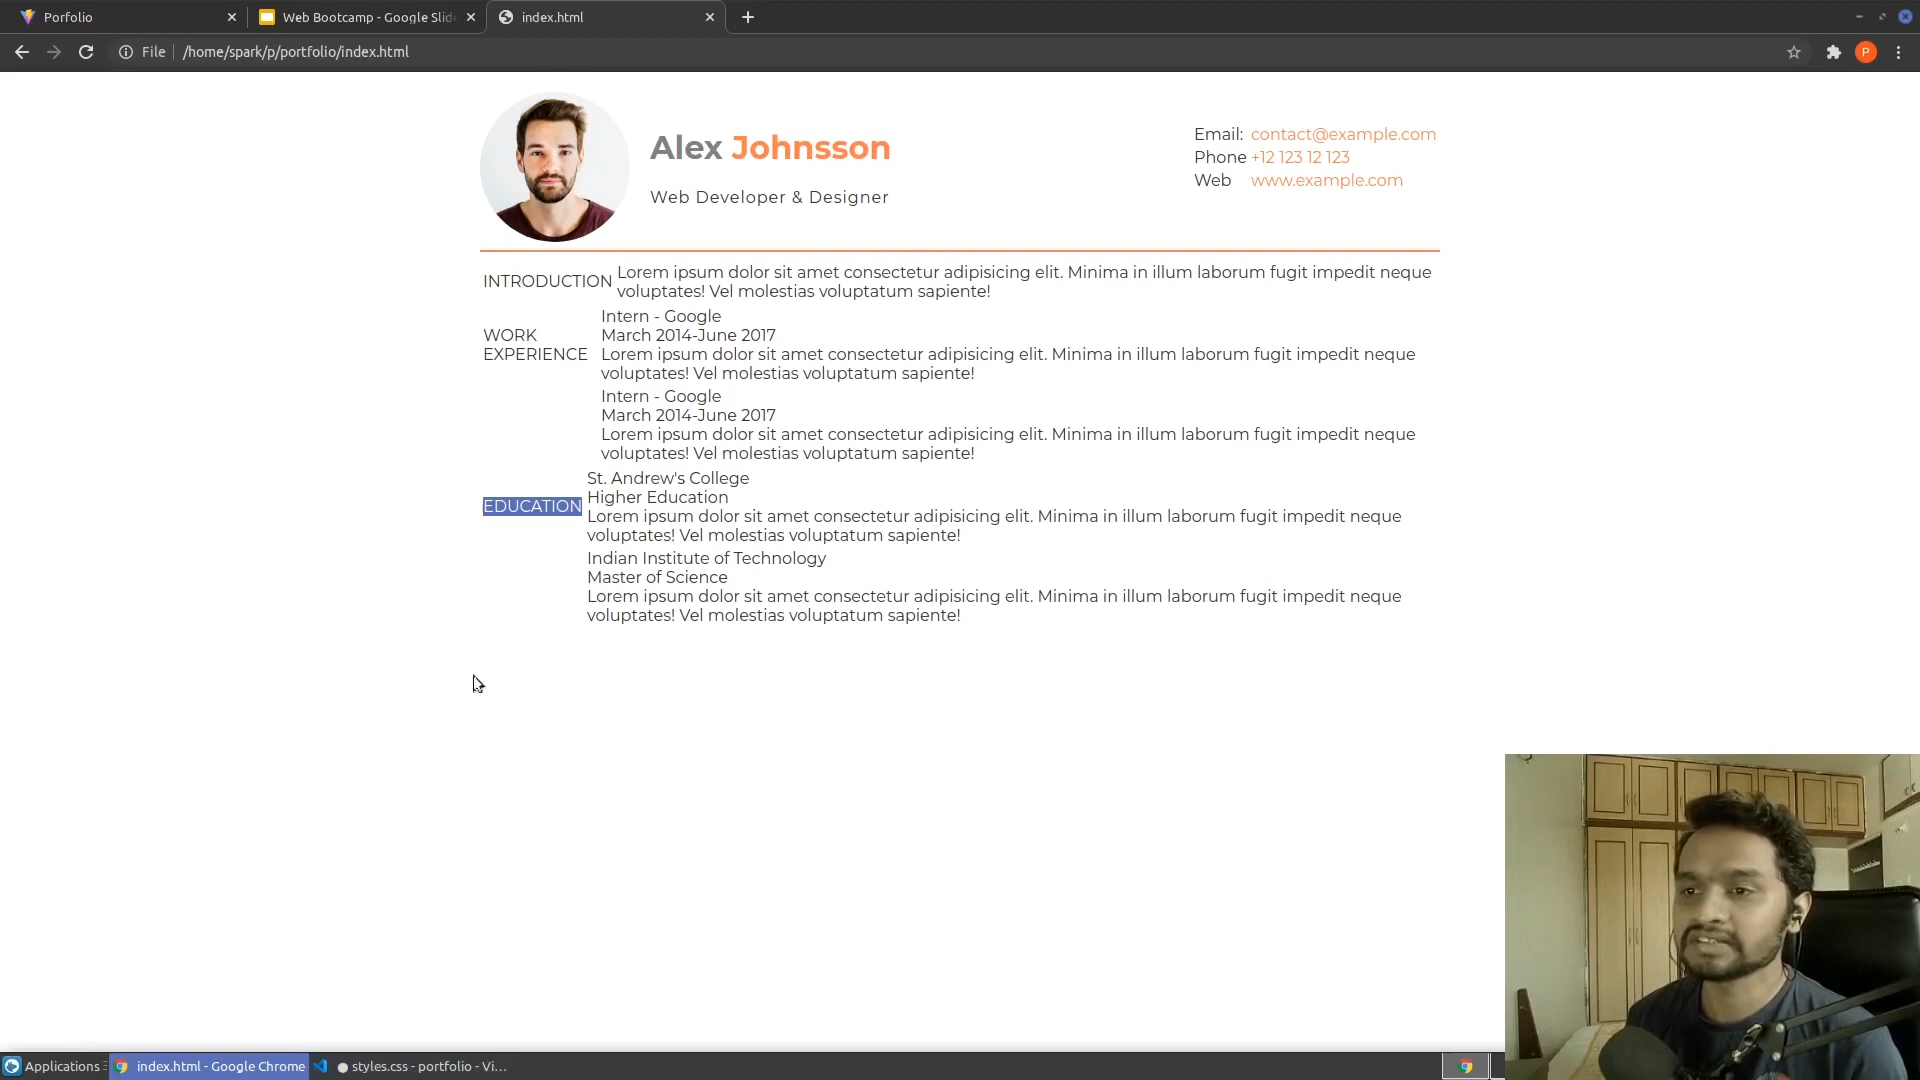 Porfolio
Web Bootcamp - Google Slide
index.html
File
/home/spark/p/portfolio/index.html
P
Alex Johnsson
Web Developer & Designer
Email: contact@example.com
Phone +12 123 12 123
Web www.example.com
INTRODUCTION
Lorem ipsum dolor sit amet consectetur adipisicing elit. Minima in illum laborum fugit impedit neque
voluptates! Vel molestias voluptatum sapiente!
WORK
EXPERIENCE
Intern - Google
March 2014-June 2017
Lorem ipsum dolor sit amet consectetur adipisicing elit. Minima in illum laborum fugit impedit neque
voluptates! Vel molestias voluptatum sapiente!
Intern - Google
March 2014-June 2017
Lorem ipsum dolor sit amet consectetur adipisicing elit. Minima in illum laborum fugit impedit neque
voluptates! Vel molestias voluptatum sapiente!
EDUCATION
St. Andrew's College
Higher Education
Lorem ipsum dolor sit amet consectetur adipisicing elit. Minima in illum laborum fugit impedit neque
voluptates! Vel molestias voluptatum sapiente!
Indian Institute of Technology
Master of Science
Lorem ipsum dolor sit amet consectetur adipisicing elit. Minima in illum laborum fugit impedit neque
voluptates! Vel molestias voluptatum sapiente!
Applications
index.html - Google Chrome
styles.css - portfolio - Vi...